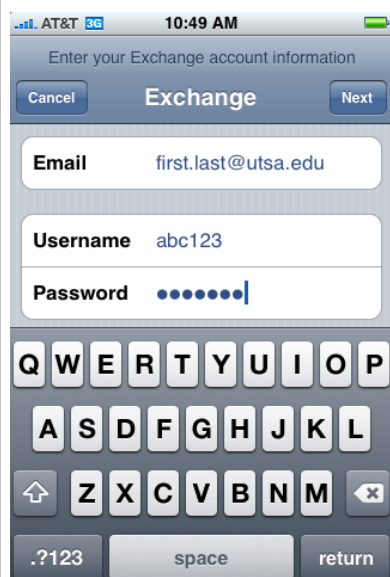 AT&T 3G 10:49 AM
Enter your Exchange account information
Cancel Exchange Next
Email first.last@utsa.edu
Username abc123
Password •••••••
Q W E R T Y U I O P
A S D F G H J K L
Z X C V B N M
.?123 space return